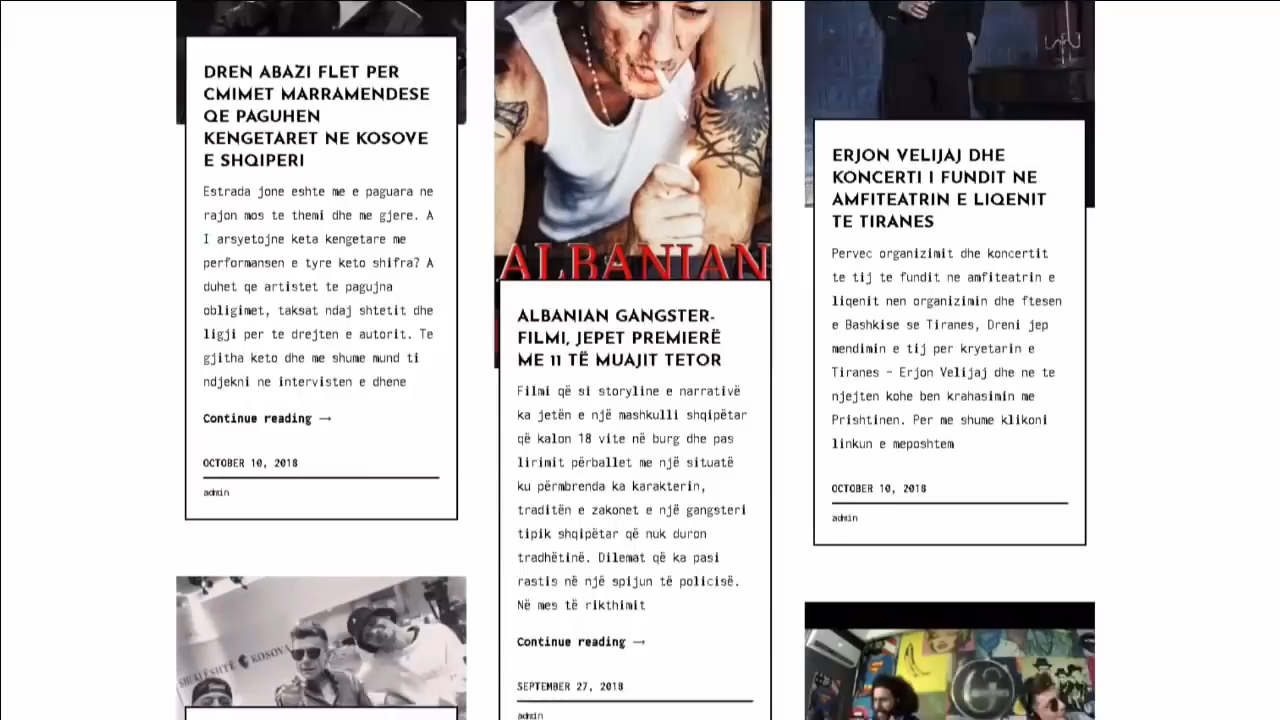 DREN ABAZI FLET PER
CMIMET MARRAMENDESE
QE PAGUHEN
KENGETARET NE KOSOVE
E SHQIPERI
Estrada jone eshte me e paguara ne
rajon mos te themi dhe me gjere. A
I arsyetojne keta kengetare me
performansen e tyre keto shifra? A
duhet qe artistet te pagujna
obligimet, taksat ndaj shtetit dhe
ligji per te drejten e autorit. Te
gjitha keto dhe me shume mund ti
ndjekni ne intervisten e dhene
Continue reading →
OCTOBER 10, 2018
admin
SHKËLQESHTË KOSOVA
ALBANIAN
ALBANIAN GANGSTER-
FILMI, JEPET PREMIERË
ME 11 TË MUAJIT TETOR
Filmi që si storyline e narrativë
ka jetën e një mashkulli shqipëtar
që kalon 18 vite në burg dhe pas
lirimit përballet me një situatë
ku përmbrenda ka karakterin,
traditën e zakonet e një gangsteri
tipik shqipëtar që nuk duron
tradhëtinë. Dilemat që ka pasi
rastis në një spijun të policisë.
Në mes të rikthimit
Continue reading →
SEPTEMBER 27, 2018
admin
ERJON VELIJAJ DHE
KONCERTI I FUNDIT NE
AMFITEATRIN E LIQENIT
TE TIRANES
Pervec organizimit dhe koncertit
te tij te fundit ne amfiteatrin e
liqenit nen organizimin dhe ftesen
e Bashkise se Tiranes, Dreni jep
mendimin e tij per kryetarin e
Tiranes – Erjon Velijaj dhe ne te
njejten kohe ben krahasimin me
Prishtinen. Per me shume klikoni
linkun e meposhtem
OCTOBER 10, 2018
admin